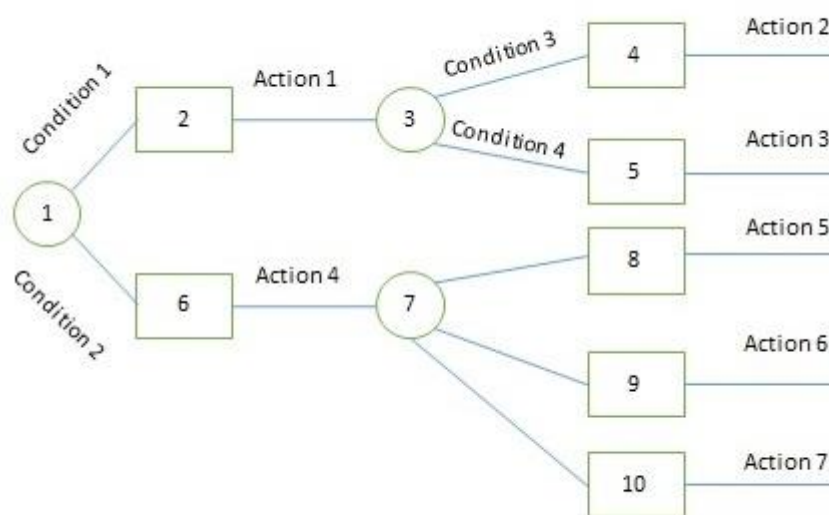 Action 2
Condition 3
4
Condition 1
Action 1
2
3
Condition 4
Action 3
5
1
Action 5
8
Condition 2
Action 4
6
7
Action 6
9
Action 7
10